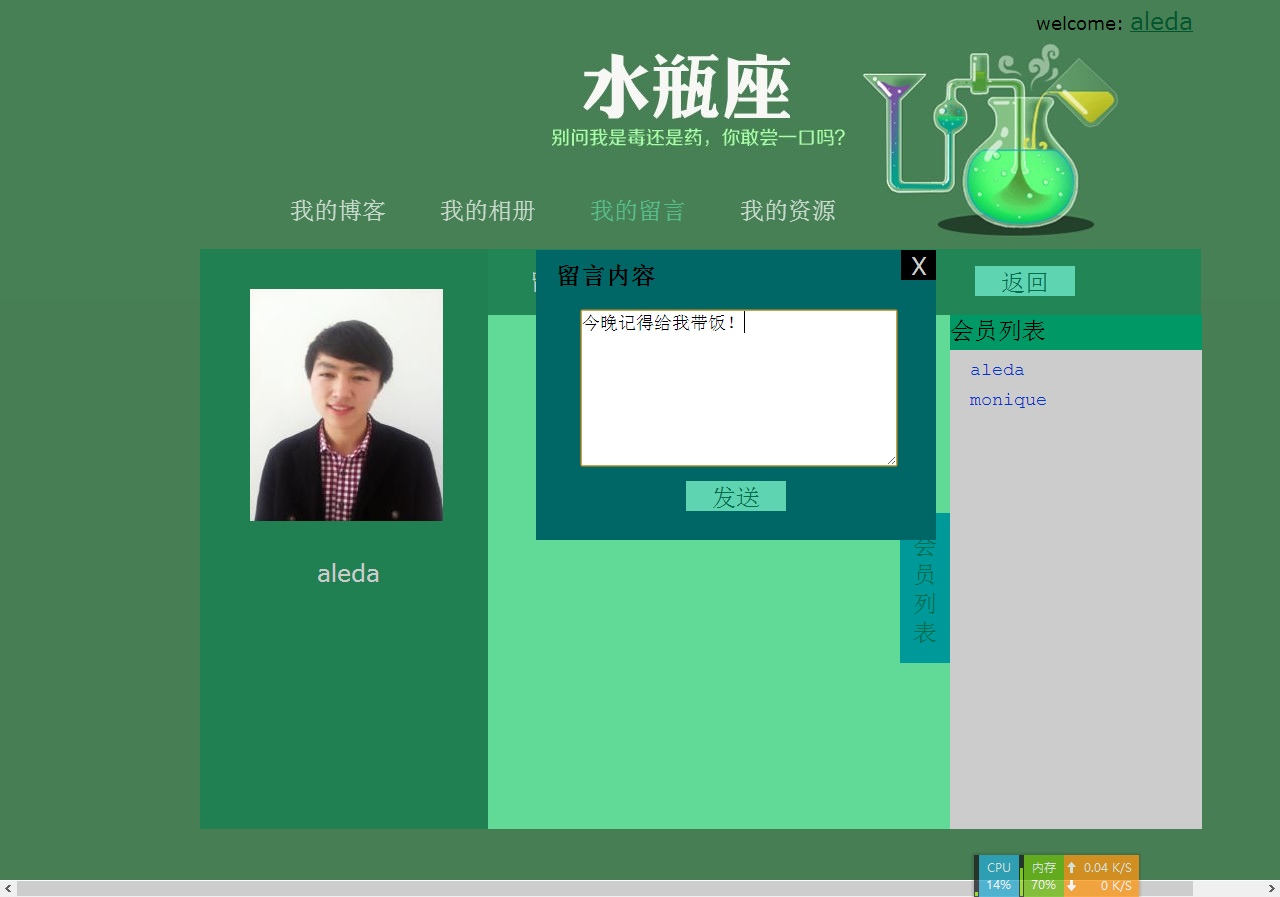 welcome: aleda
水瓶座
别问我是毒还是药，你敢尝一口吗?
我的博客 我的相册 我的留言 我的资源
留言内容
X
返回
今晚记得给我带饭！
发送
会员列表
aleda
monique
会员列表
aleda
CPU 内存 0.04 K/S
14% 70% 0 K/S